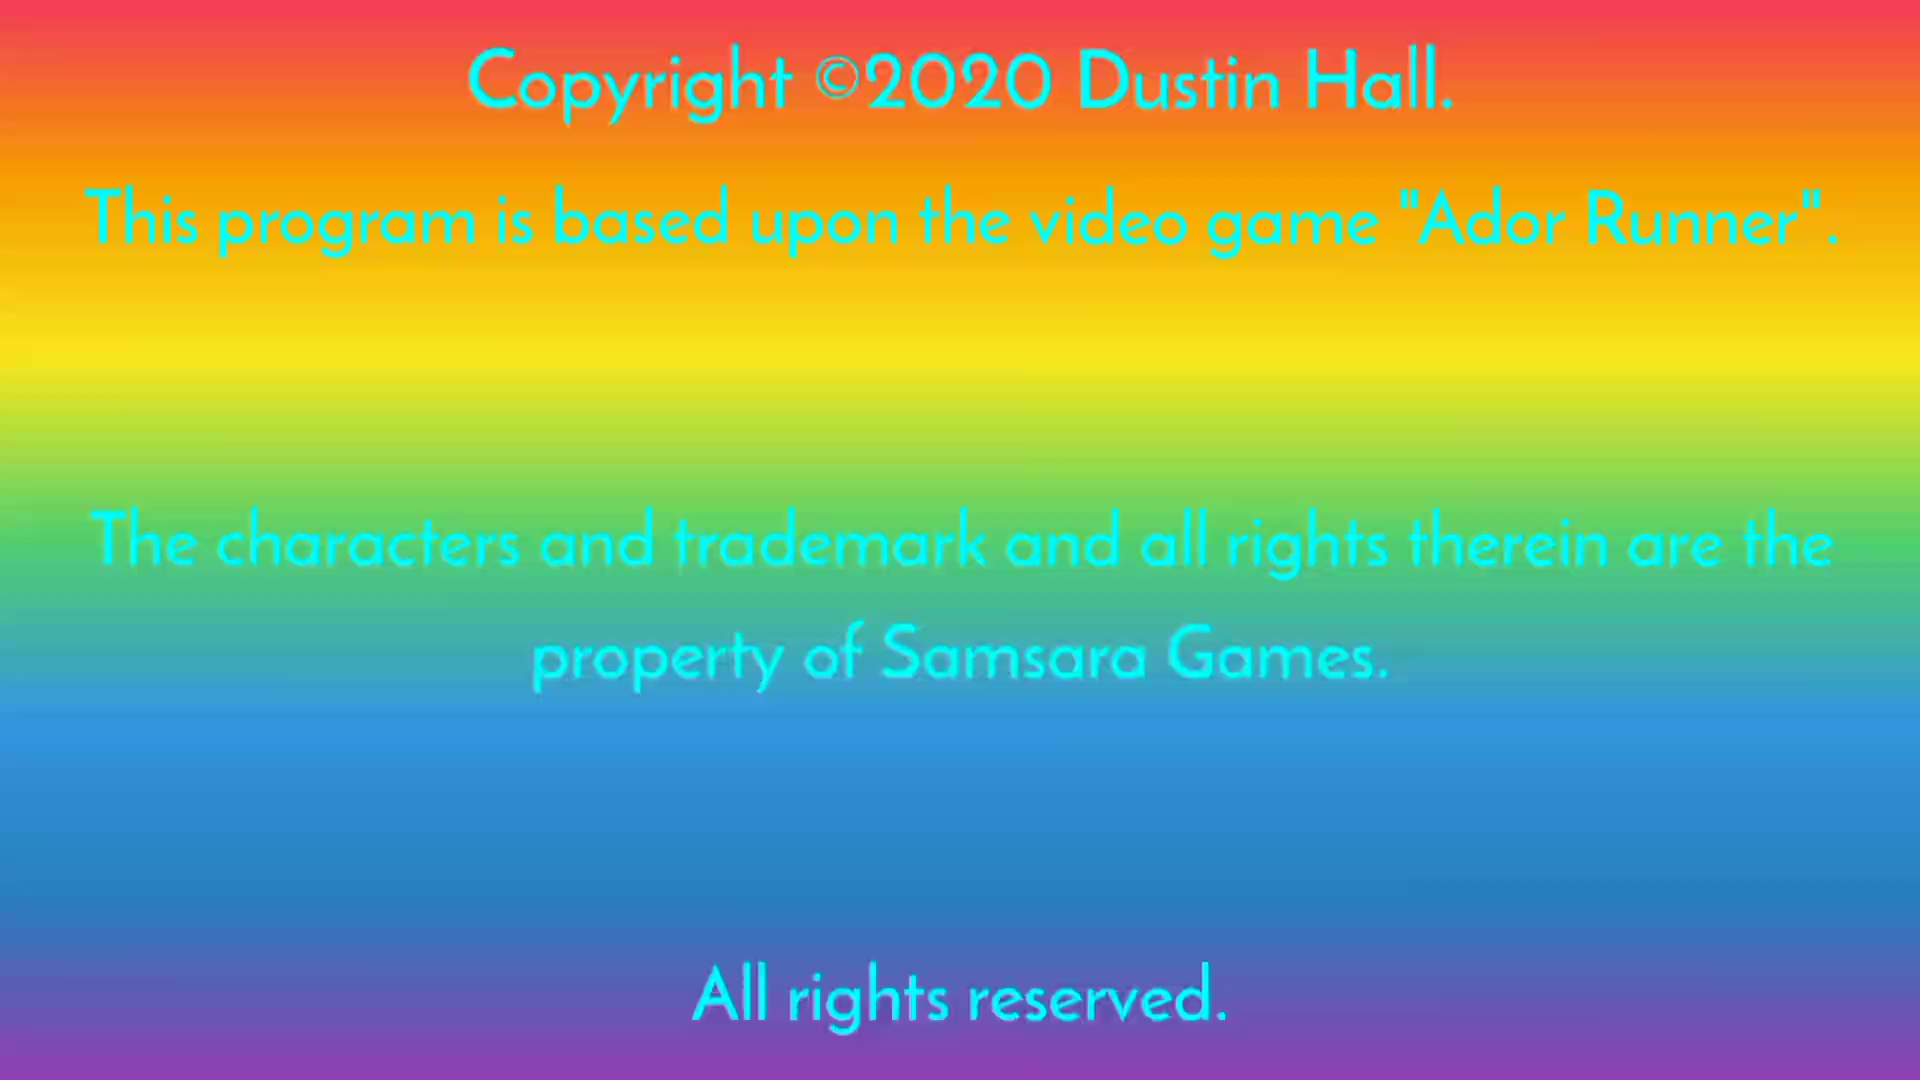 Copyright ©2020 Dustin Hall.
This program is based upon the video game "Ador Runner".
The characters and trademark and all rights therein are the
property of Samsara Games.
All rights reserved.